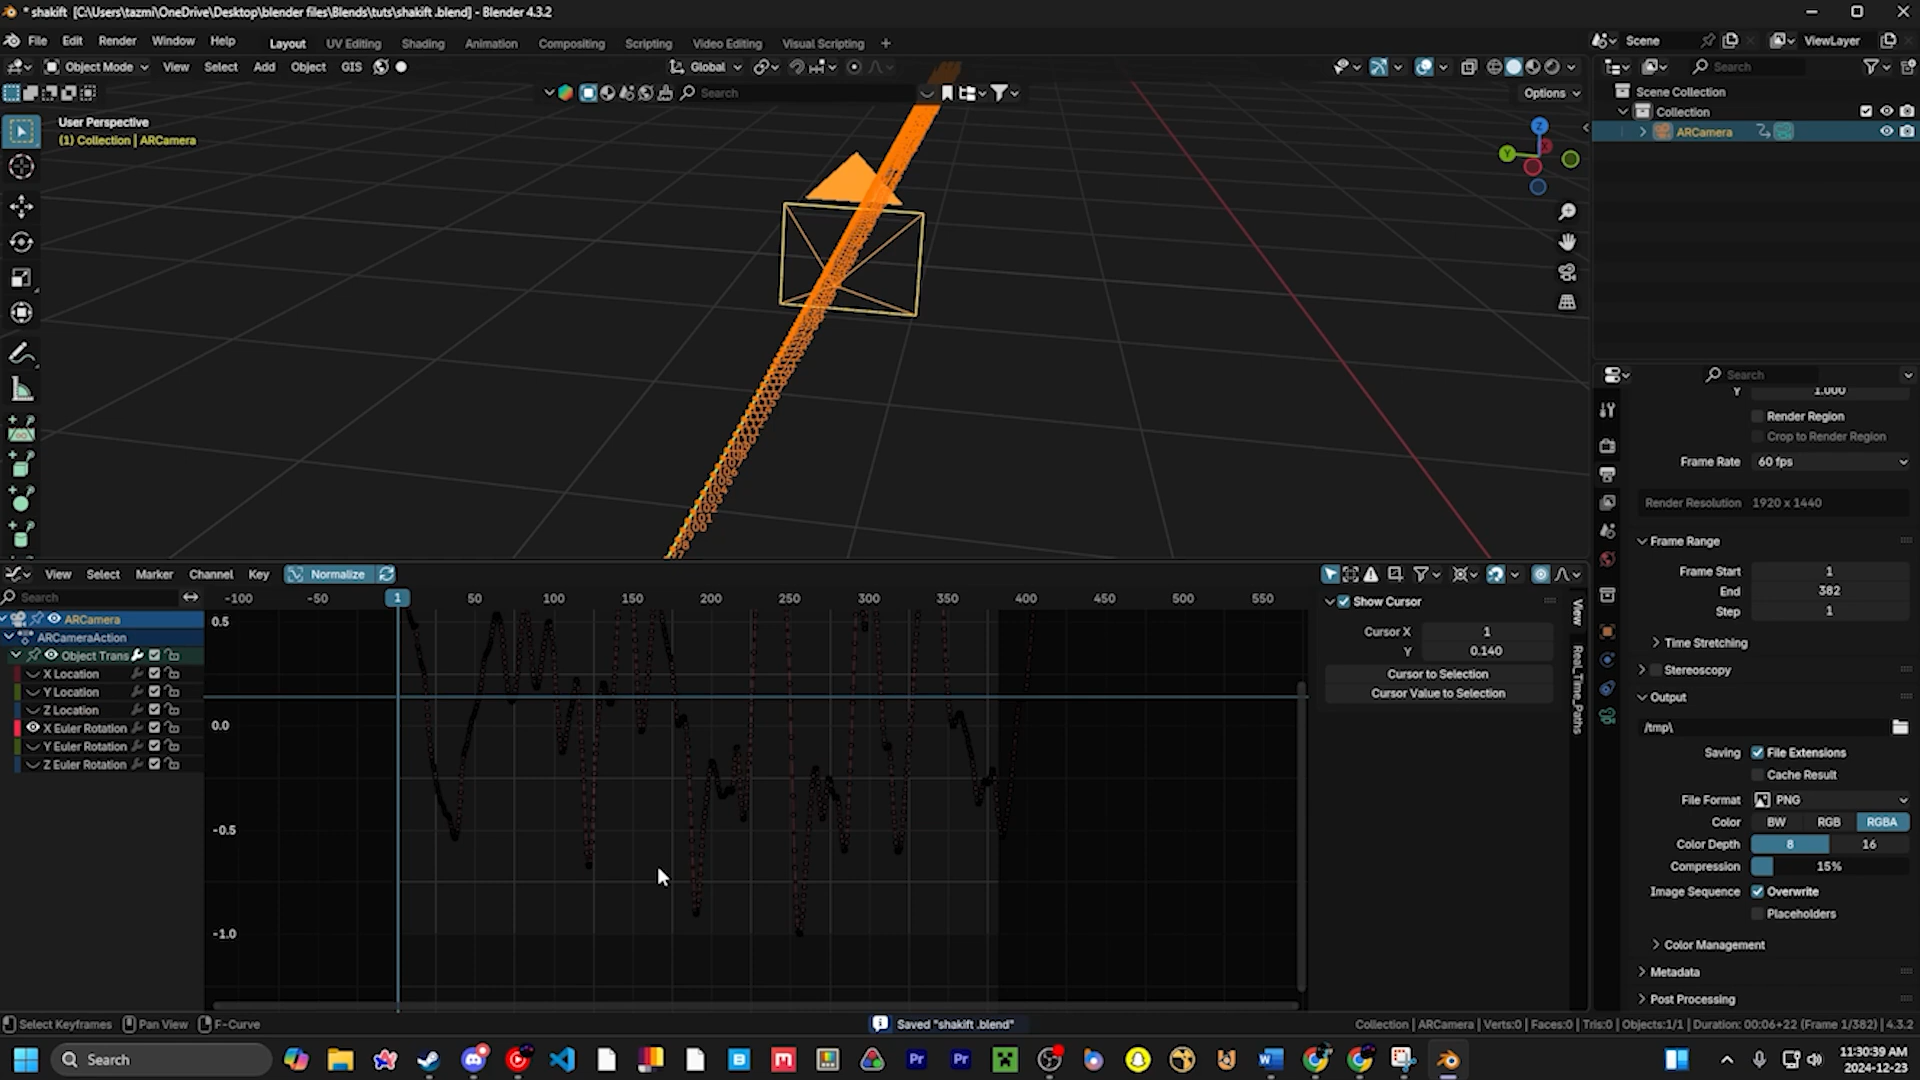 * shakift [C:\Users\tazmi\OneDrive\Desktop\blender files\Blends\tuts\shakift .blend] - Blender 4.3.2
File Edit Render Window Help Layout UV Editing Shading Animation Compositing Scripting Video Editing Visual Scripting + Scene ViewLayer
Object Mode View Select Add Object GIS Global Search
Search Options
User Perspective
(1) Collection | ARCamera
Scene Collection
Collection
ARCamera
Z
Y
X
Search
Y 1.000
Render Region
Crop to Render Region
Frame Rate 60 fps
Render Resolution 1920 x 1440
Frame Range
Frame Start 1
End 382
Step 1
Time Stretching
Stereoscopy
Output
/tmp\
Saving File Extensions
Cache Result
File Format PNG
Color BW RGB RGBA
Color Depth 8 16
Compression 15%
Image Sequence Overwrite
Placeholders
Color Management
Metadata
Post Processing
View Select Marker Channel Key Normalize
Search -100 -50 1 50 100 150 200 250 300 350 400 450 500 550
ARCamera
ARCameraAction
Object Trans
X Location
Y Location
Z Location
X Euler Rotation
Y Euler Rotation
Z Euler Rotation
0.5
0.0
-0.5
-1.0
Show Cursor
Cursor X 1
Y 0.140
Cursor to Selection
Cursor Value to Selection
View
Real_Time_Paths
Select Keyframes Pan View F-Curve Saved "shakift .blend" Collection | ARCamera | Verts:0 | Faces:0 | Tris:0 | Objects:1/1 | Duration: 00:06+22 (Frame 1/382) | 4.3.2
Search
11:30:39 AM
2024-12-23